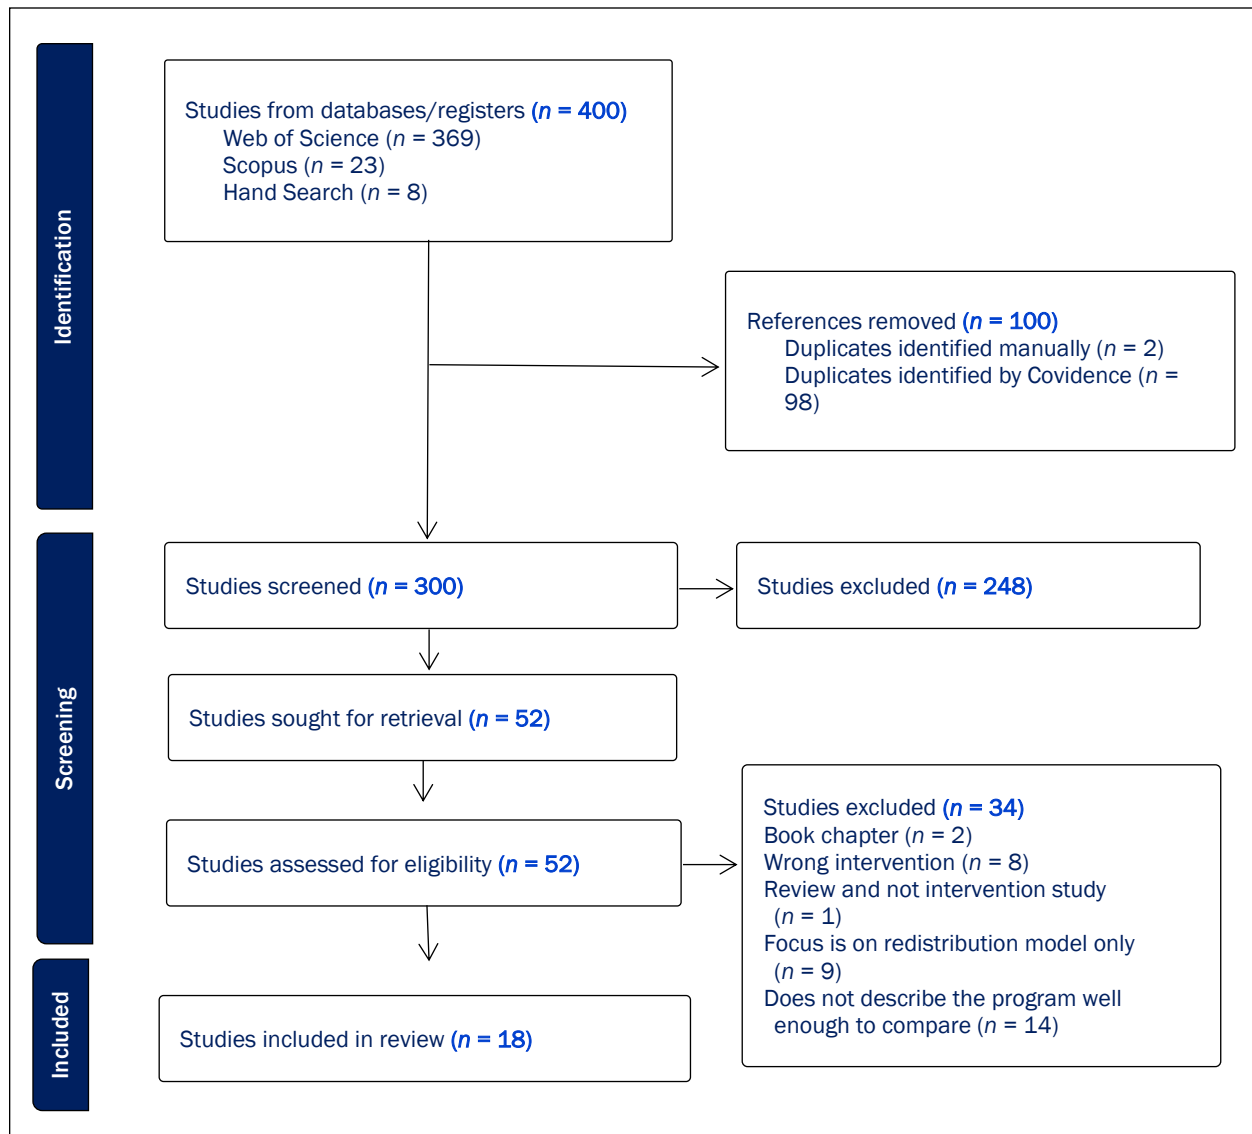 Identification
Studies from databases/registers (n = 400)
Web of Science (n = 369)
Scopus (n = 23)
Hand Search (n = 8)
References removed (n = 100)
Duplicates identified manually (n = 2)
Duplicates identified by Covidence (n =
98)
Screening
Studies screened (n = 300)
Studies excluded (n = 248)
Studies sought for retrieval (n = 52)
Studies assessed for eligibility (n = 52)
Studies excluded (n = 34)
Book chapter (n = 2)
Wrong intervention (n = 8)
Review and not intervention study
(n = 1)
Focus is on redistribution model only
(n = 9)
Does not describe the program well
enough to compare (n = 14)
Included
Studies included in review (n = 18)